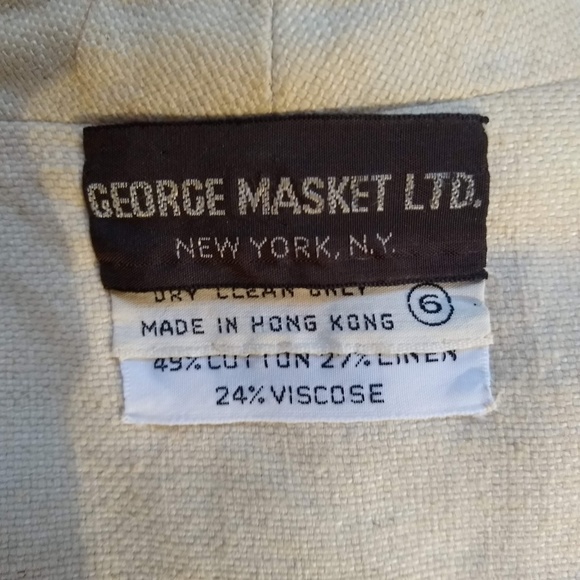 GEORGE MASKET LTD.
NEW YORK, N.Y.
DRY CLEAN ONLY
6
MADE IN HONG KONG
49% COTTON 27% LINEN
24% VISCOSE